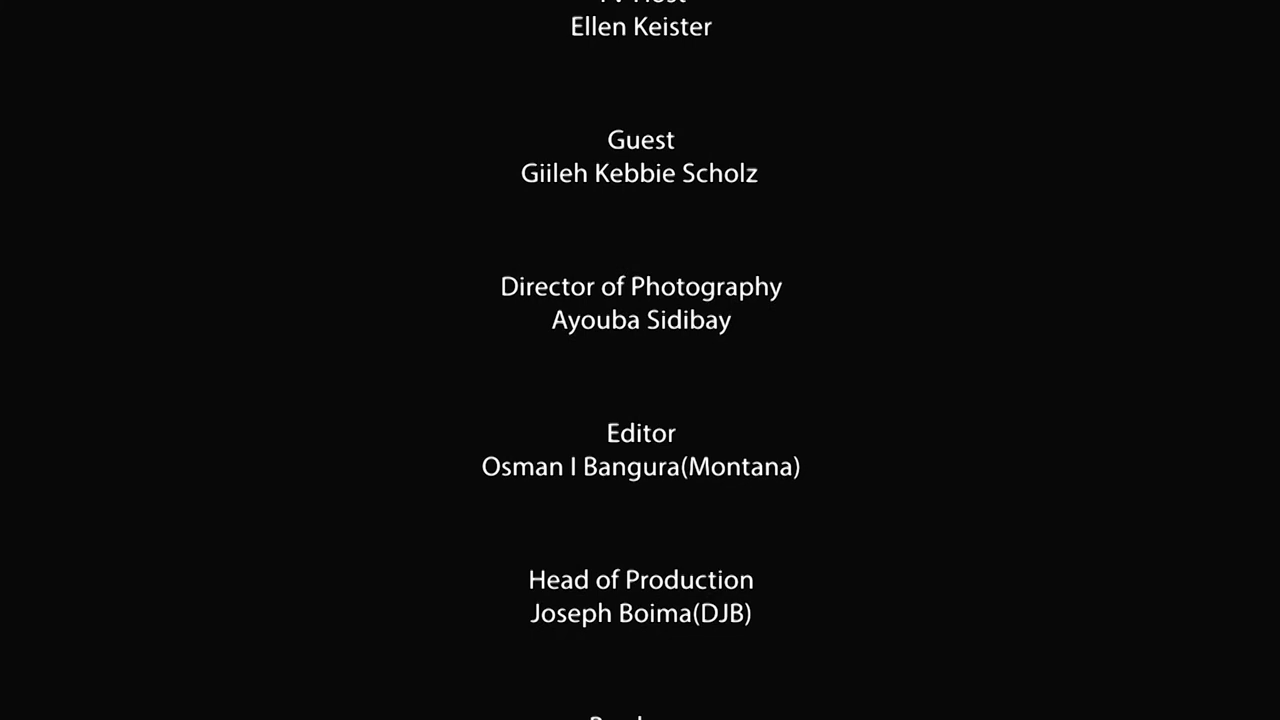 Ellen Keister
Guest
Giileh Kebbie Scholz
Director of Photography
Ayouba Sidibay
Editor
Osman I Bangura(Montana)
Head of Production
Joseph Boima(DJB)